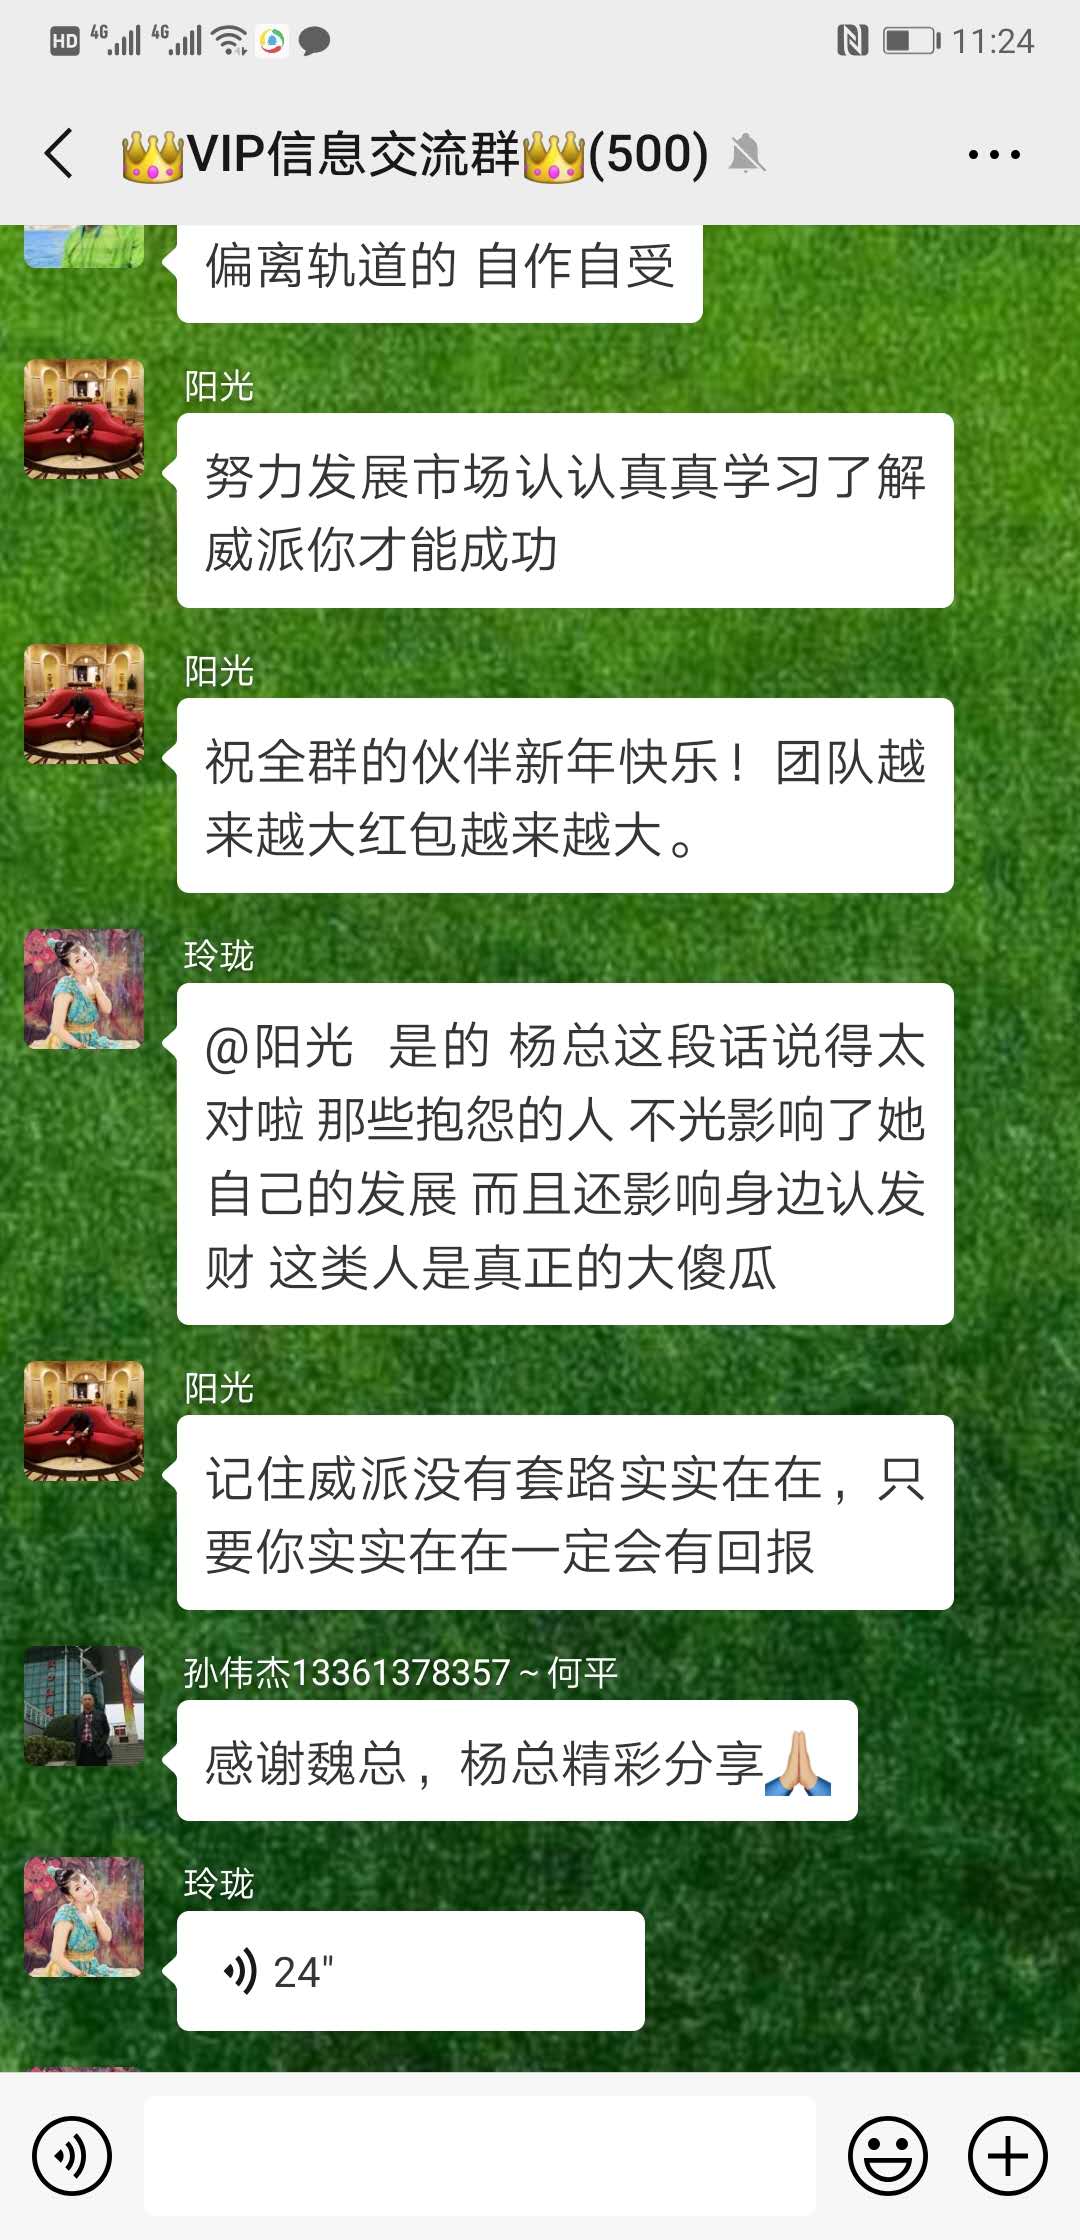 HD 4G 4G 11:24
👑VIP信息交流群👑(500)
偏离轨道的 自作自受
阳光
努力发展市场认认真真学习了解
威派你才能成功
阳光
祝全群的伙伴新年快乐！团队越
来越大红包越来越大。
玲珑
@阳光 是的 杨总这段话说得太
对啦 那些抱怨的人 不光影响了她
自己的发展 而且还影响身边认发
财 这类人是真正的大傻瓜
阳光
记住威派没有套路实实在在，只
要你实实在在一定会有回报
孙伟杰13361378357 ~ 何平
感谢魏总，杨总精彩分享🙏
玲珑
24"